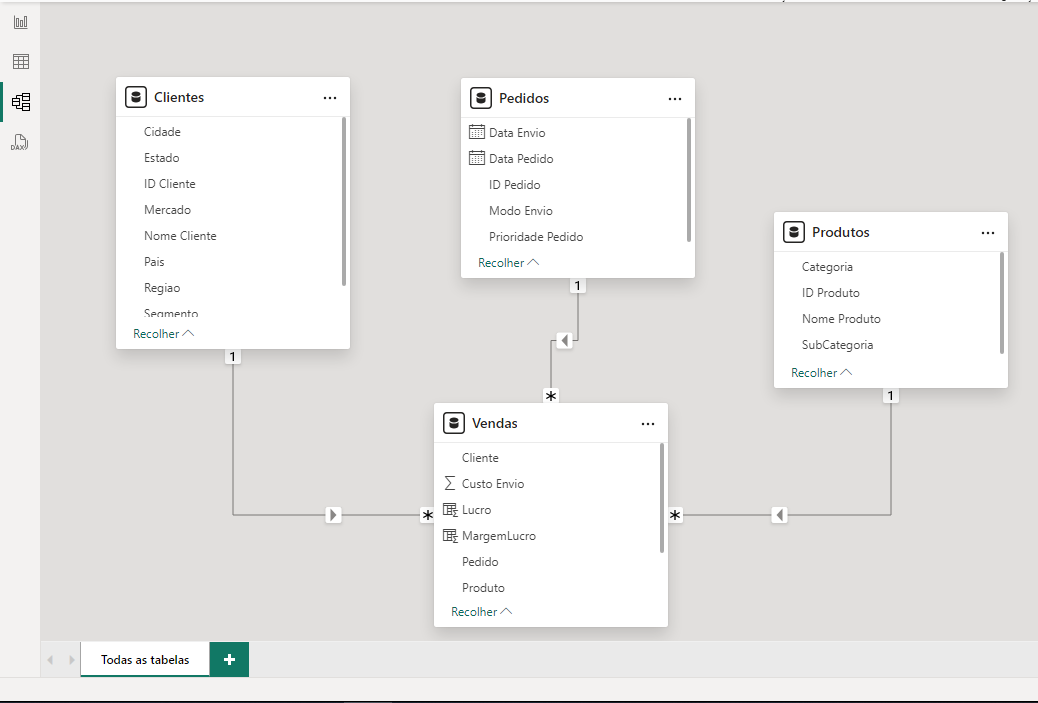 Clientes
Cidade
Estado
ID Cliente
Mercado
Nome Cliente
Pais
Regiao
Segmento
Recolher
1
Pedidos
Data Envio
Data Pedido
ID Pedido
Modo Envio
Prioridade Pedido
Recolher
1
*
Produtos
Categoria
ID Produto
Nome Produto
SubCategoria
Recolher
1
Vendas
Cliente
Custo Envio
Lucro
MargemLucro
Pedido
Produto
Recolher
*
*
DAX
Todas as tabelas
+